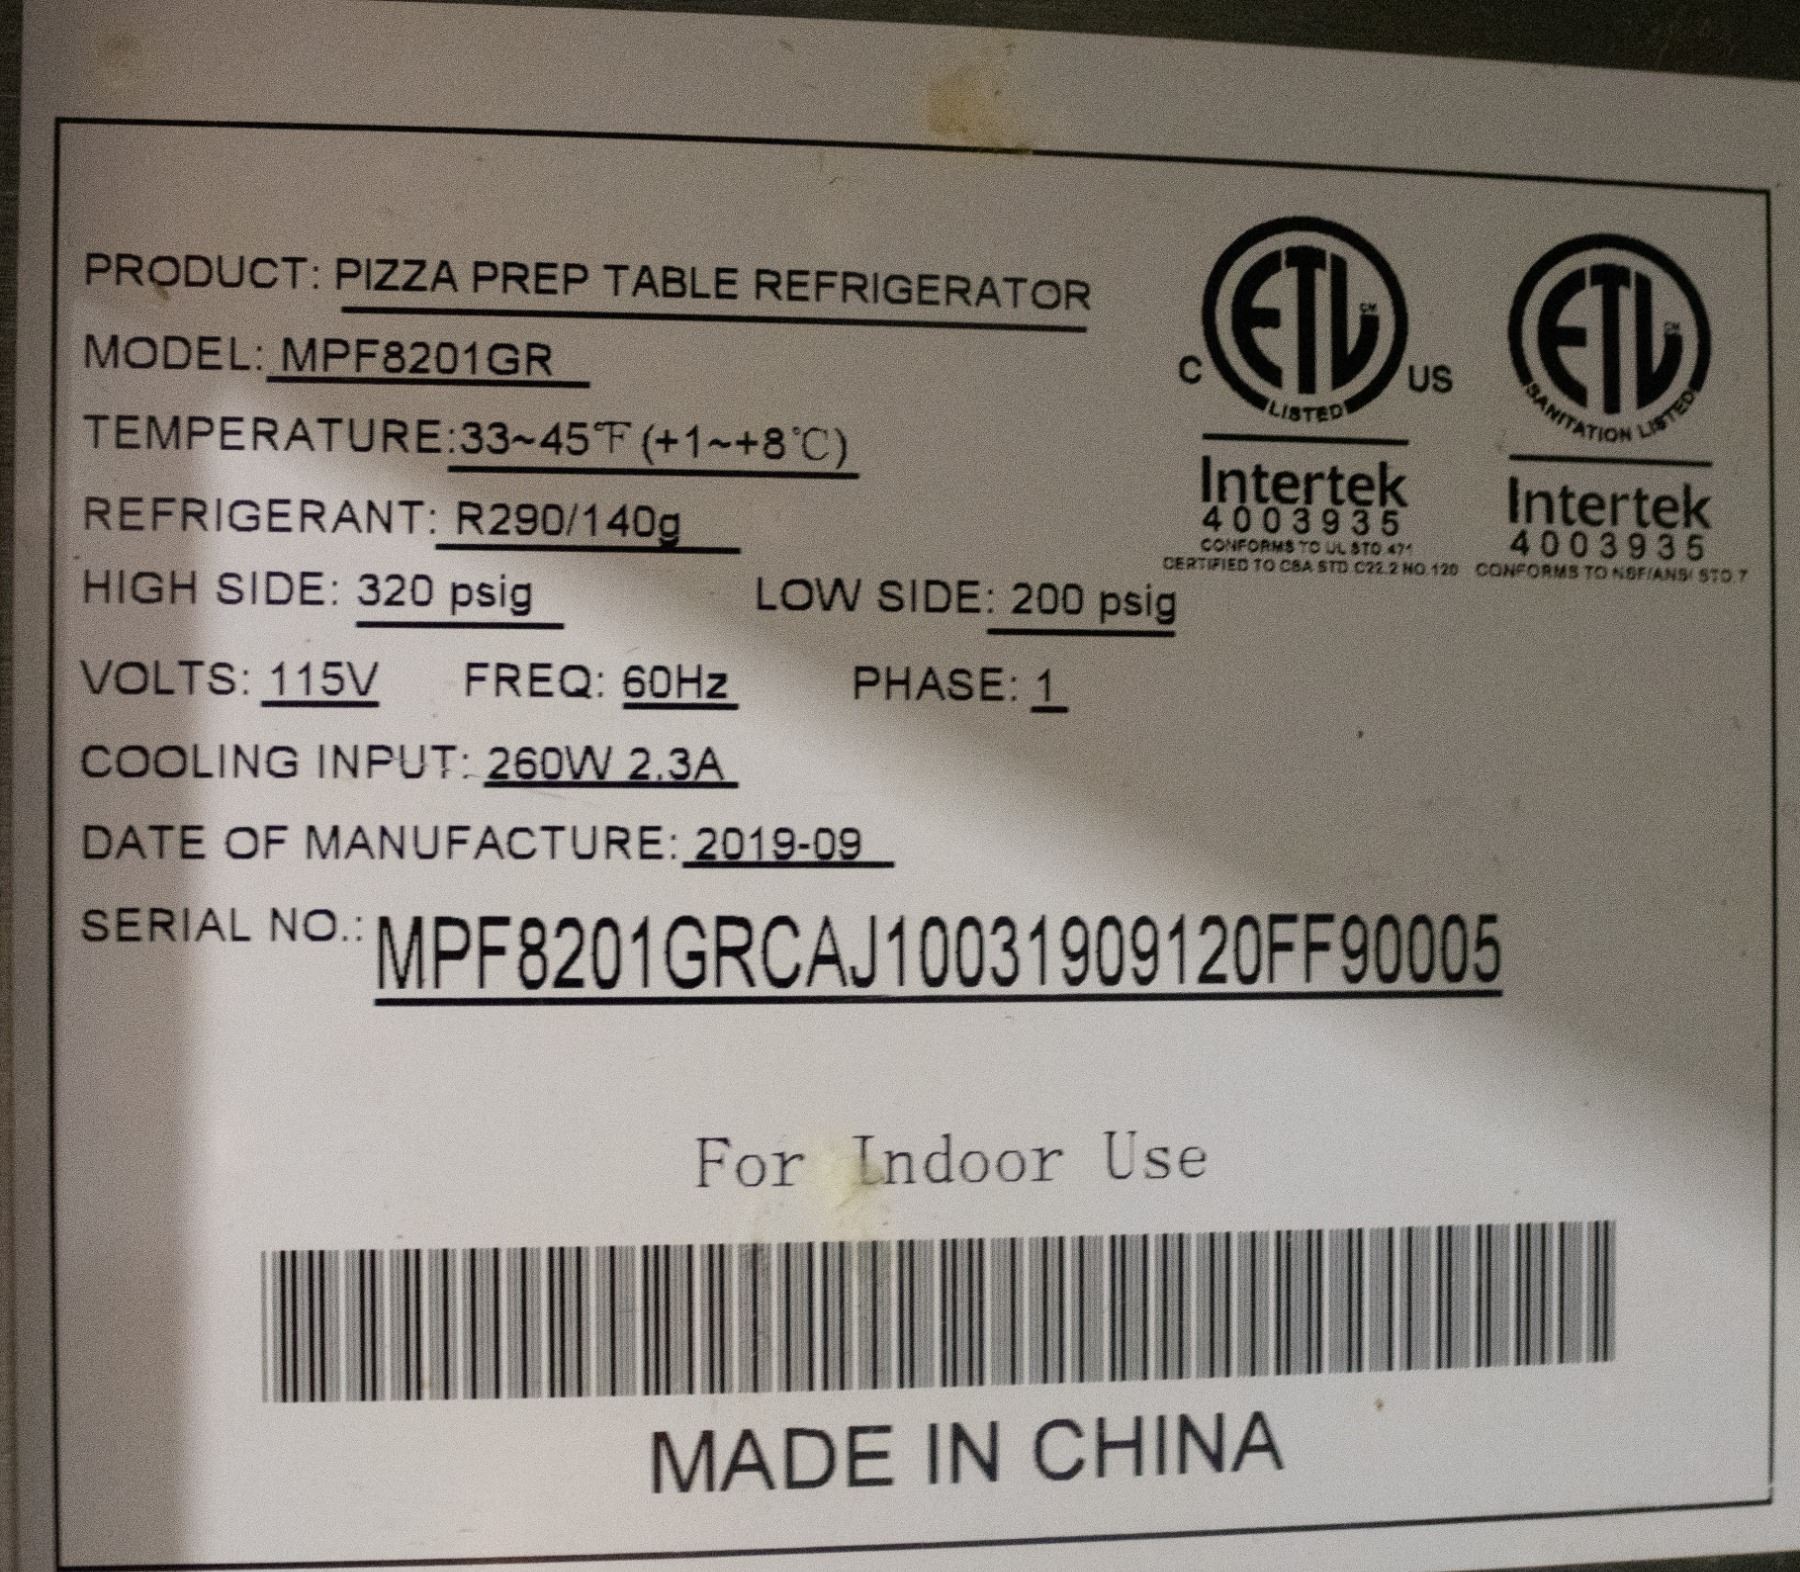 PRODUCT: PIZZA PREP TABLE REFRIGERATOR
MODEL: MPF8201GR
TEMPERATURE:33~45℉(+1~+8℃)
REFRIGERANT: R290/140g
HIGH SIDE: 320 psig LOW SIDE: 200 psig
VOLTS: 115V FREQ: 60Hz PHASE: 1
COOLING INPUT: 260W 2.3A
DATE OF MANUFACTURE: 2019-09
SERIAL NO.: MPF8201GRCAJ10031909120FF90005
C ETL CM US
LISTED
Intertek
4003935
CONFORMS TO UL STD 471
CERTIFIED TO CSA STD C22.2 NO.120
ETL CM
SANITATION LISTED
Intertek
4003935
CONFORMS TO NSF/ANSI STD 7
For Indoor Use
MADE IN CHINA